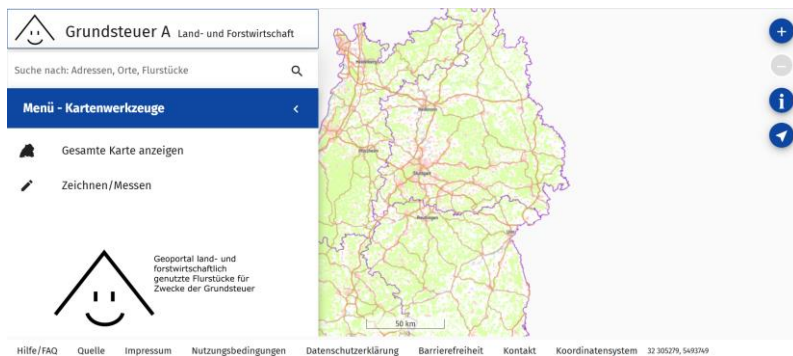 Grundsteuer A Land- und Forstwirtschaft
Suche nach: Adressen, Orte, Flurstücke
Menü - Kartenwerkzeuge
Gesamte Karte anzeigen
Zeichnen/Messen
Geoportal land- und
forstwirtschaftlich
genutzte Flurstücke für
Zwecke der Grundsteuer
Stuttgart
Reutlingen
50 km
Hilfe/FAQ Quelle Impressum Nutzungsbedingungen Datenschutzerklärung Barrierefreiheit Kontakt Koordinatensystem 32 305279, 5493749